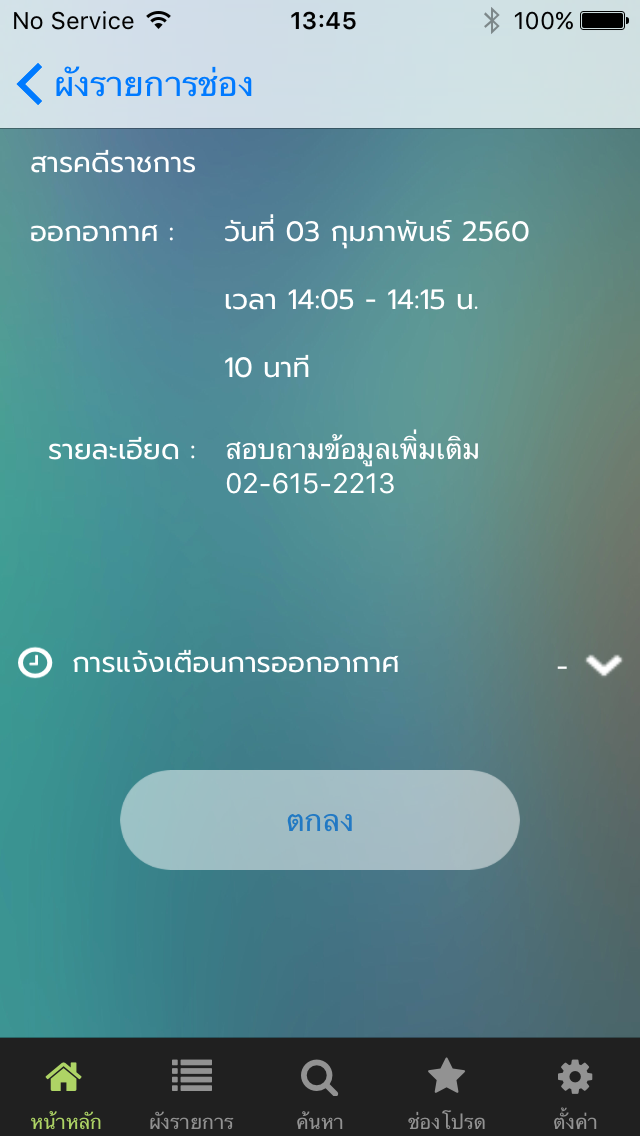 No Service 13:45 100%
ผังรายการช่อง
สารคดีราชการ
ออกอากาศ : วันที่ 03 กุมภาพันธ์ 2560
เวลา 14:05 - 14:15 น.
10 นาที
รายละเอียด : สอบถามข้อมูลเพิ่มเติม
02-615-2213
การแจ้งเตือนการออกอากาศ -
ตกลง
หน้าหลัก ผังรายการ ค้นหา ช่องโปรด ตั้งค่า